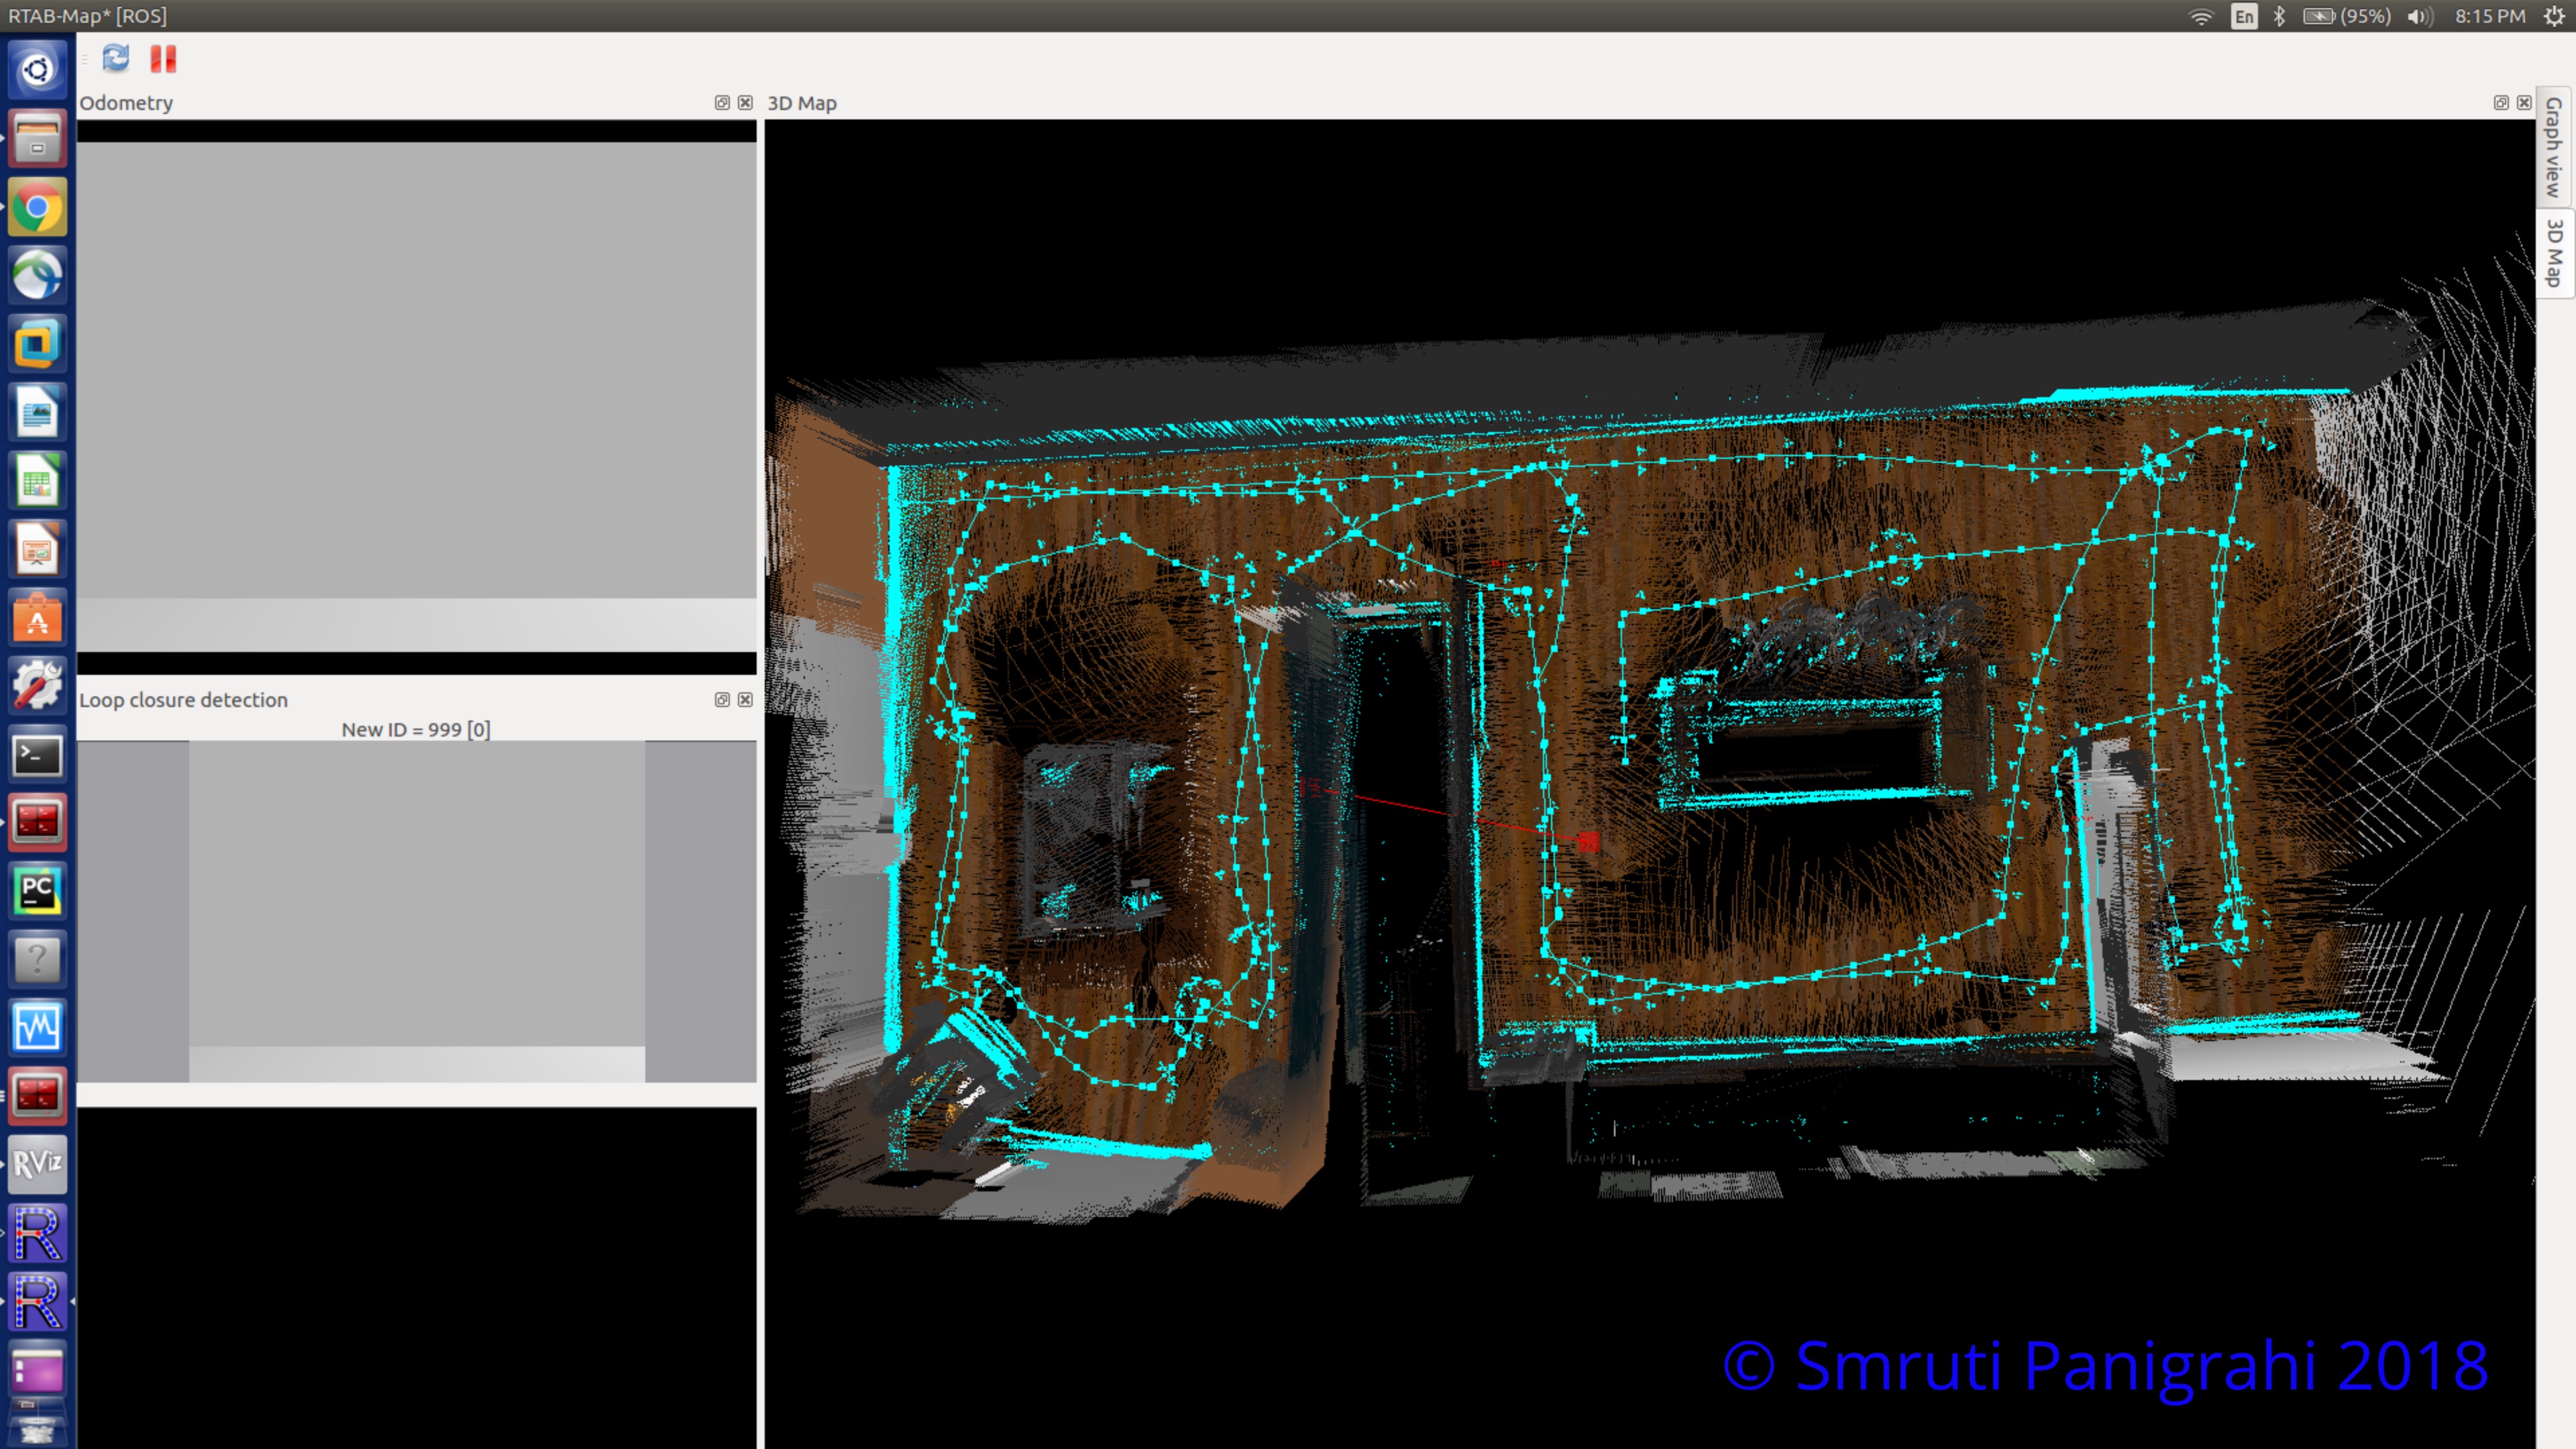 RTAB-Map* [ROS]
En
(95%)
8:15 PM
Odometry
3D Map
Graph view
3D Map
Loop closure detection
New ID = 999 [0]
PC
RViz
© Smruti Panigrahi 2018